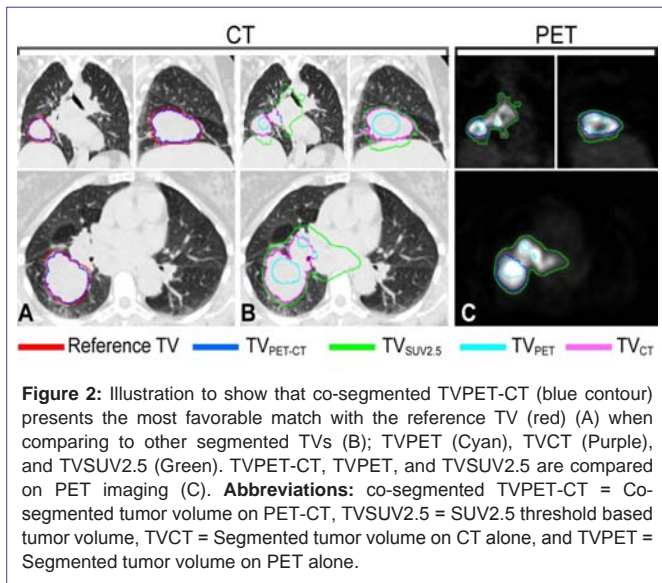 CT PET
A B C
Reference TV TVPET-CT TVSUV2.5 TVPET TVCT
Figure 2: Illustration to show that co-segmented TVPET-CT (blue contour)
presents the most favorable match with the reference TV (red) (A) when
comparing to other segmented TVs (B); TVPET (Cyan), TVCT (Purple),
and TVSUV2.5 (Green). TVPET-CT, TVPET, and TVSUV2.5 are compared
on PET imaging (C). Abbreviations: co-segmented TVPET-CT = Co-
segmented tumor volume on PET-CT, TVSUV2.5 = SUV2.5 threshold based
tumor volume, TVCT = Segmented tumor volume on CT alone, and TVPET =
Segmented tumor volume on PET alone.